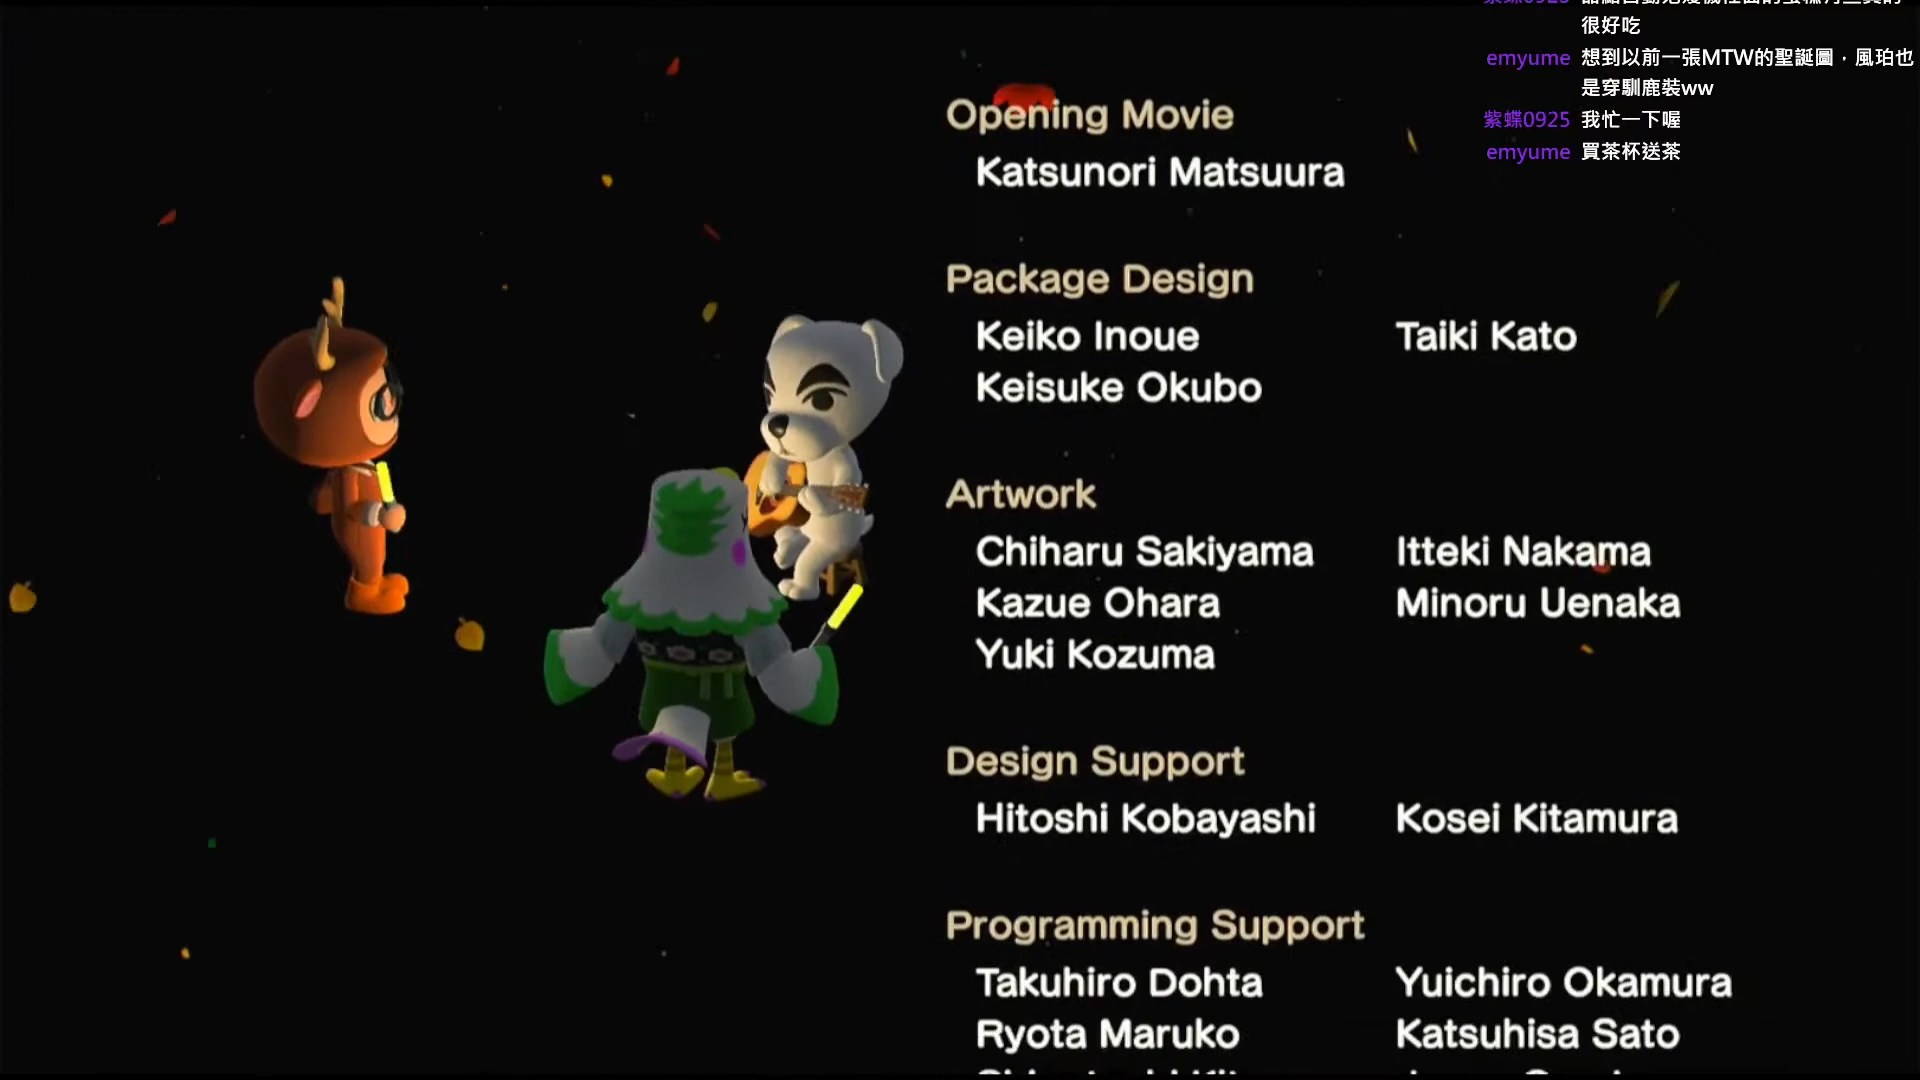 很好吃
emyume 想到以前一張MTW的聖誕圖，風珀也
是穿馴鹿裝ww
紫蝶0925 我忙一下喔
emyume 買茶杯送茶
Opening Movie
Katsunori Matsuura
Package Design
Keiko Inoue Taiki Kato
Keisuke Okubo
Artwork
Chiharu Sakiyama Itteki Nakama
Kazue Ohara Minoru Uenaka
Yuki Kozuma
Design Support
Hitoshi Kobayashi Kosei Kitamura
Programming Support
Takuhiro Dohta Yuichiro Okamura
Ryota Maruko Katsuhisa Sato